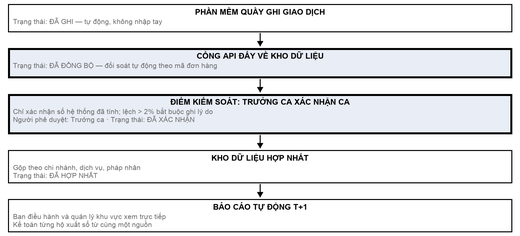 PHẦN MỀM QUẦY GHI GIAO DỊCH
Trạng thái: ĐÃ GHI — tự động, không nhập tay
CỔNG API ĐẨY VỀ KHO DỮ LIỆU
Trạng thái: ĐÃ ĐỒNG BỘ — đối soát tự động theo mã đơn hàng
ĐIỂM KIỂM SOÁT: TRƯỞNG CA XÁC NHẬN CA
Chỉ xác nhận số hệ thống đã tính; lệch > 2% bắt buộc ghi lý do
Người phê duyệt: Trưởng ca · Trạng thái: ĐÃ XÁC NHẬN
KHO DỮ LIỆU HỢP NHẤT
Gộp theo chi nhánh, dịch vụ, pháp nhân
Trạng thái: ĐÃ HỢP NHẤT
BÁO CÁO TỰ ĐỘNG T+1
Ban điều hành và quản lý khu vực xem trực tiếp
Kế toán từng hộ xuất số từ cùng một nguồn